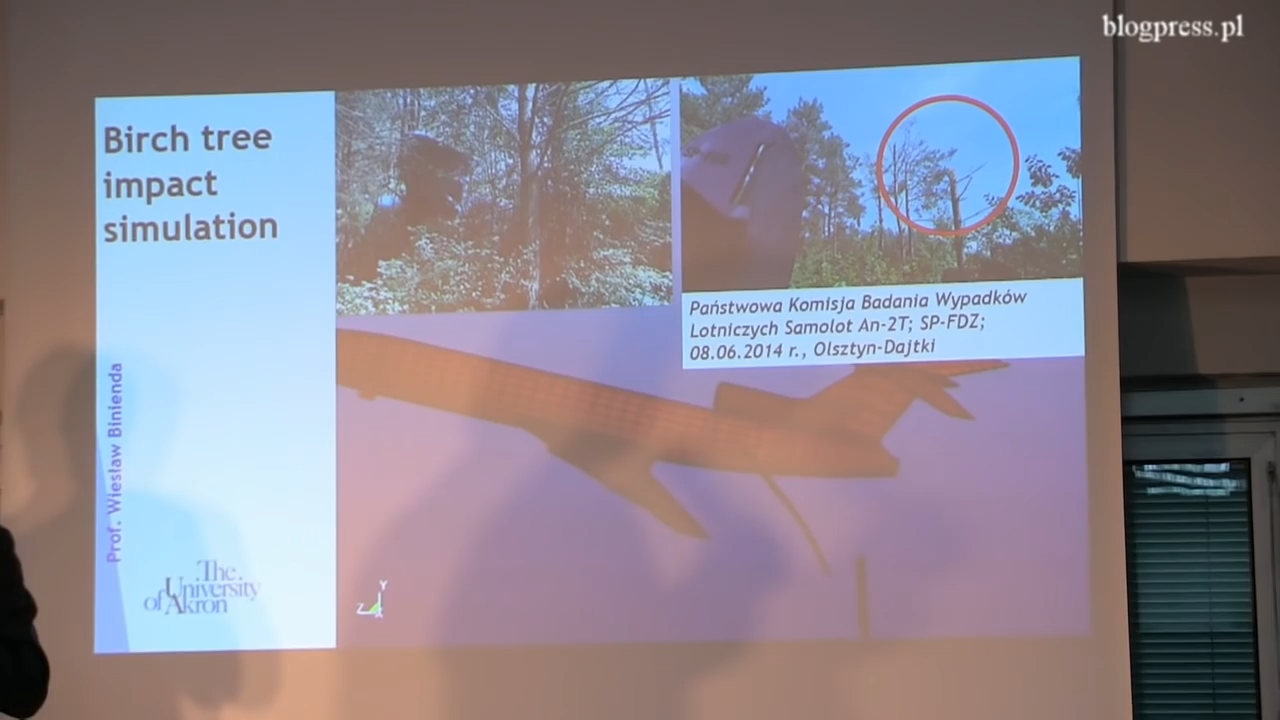 blogpress.pl
Birch tree
impact
simulation
Państwowa Komisja Badania Wypadków
Lotniczych Samolot An-2T; SP-FDZ;
08.06.2014 r., Olsztyn-Dajtki
Prof. Wiesław Binienda
The
University
of Akron
Y
Z
X